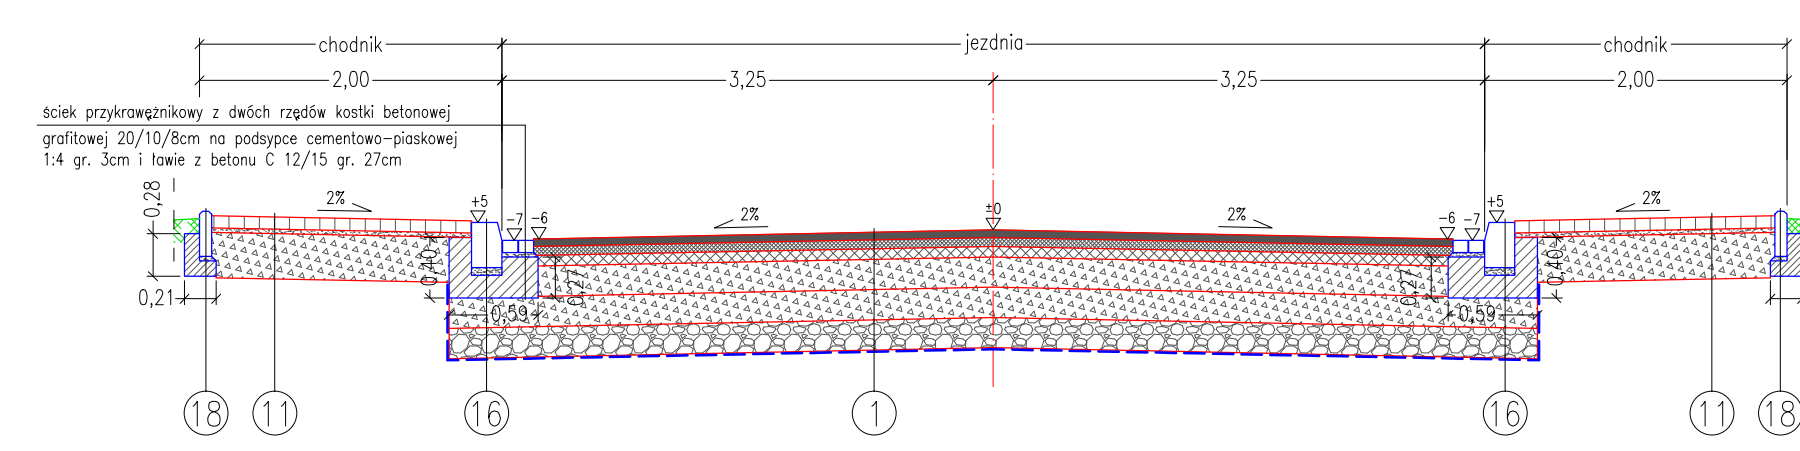 chodnik jezdnia chodnik
2,00 3,25 3,25 2,00
ściek przykrawężnikowy z dwóch rzędów kostki betonowej
grafitowej 20/10/8cm na podsypce cementowo-piaskowej
1:4 gr. 3cm i ławie z betonu C 12/15 gr. 27cm
0,28 2% +5 -7 -6 2% ±0 2% -6 -7 +5 2%
0,40 0,27 0,27 0,40
0,21 0,59 0,59
18 11 16 1 16 11 18